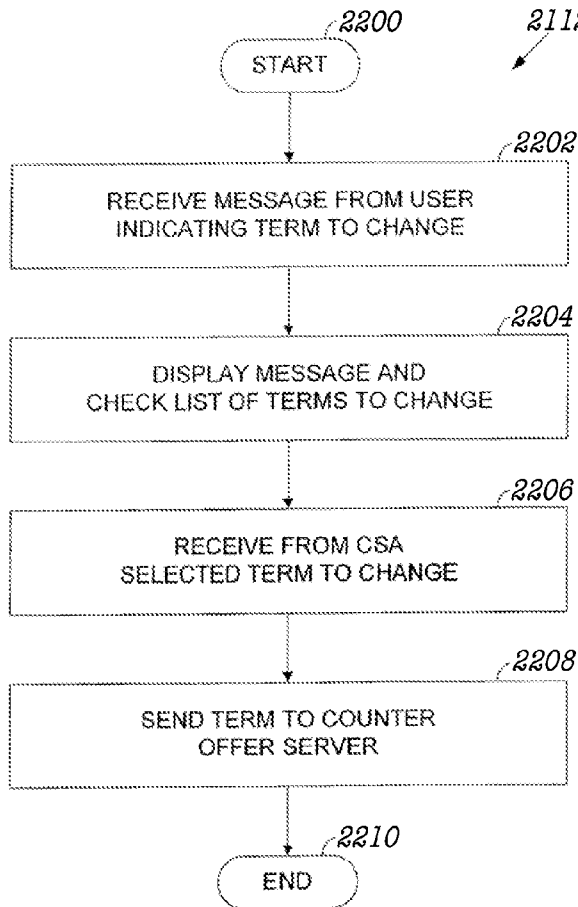 2200
2112
START
2202
RECEIVE MESSAGE FROM USER
INDICATING TERM TO CHANGE
2204
DISPLAY MESSAGE AND
CHECK LIST OF TERMS TO CHANGE
2206
RECEIVE FROM CSA
SELECTED TERM TO CHANGE
2208
SEND TERM TO COUNTER
OFFER SERVER
2210
END